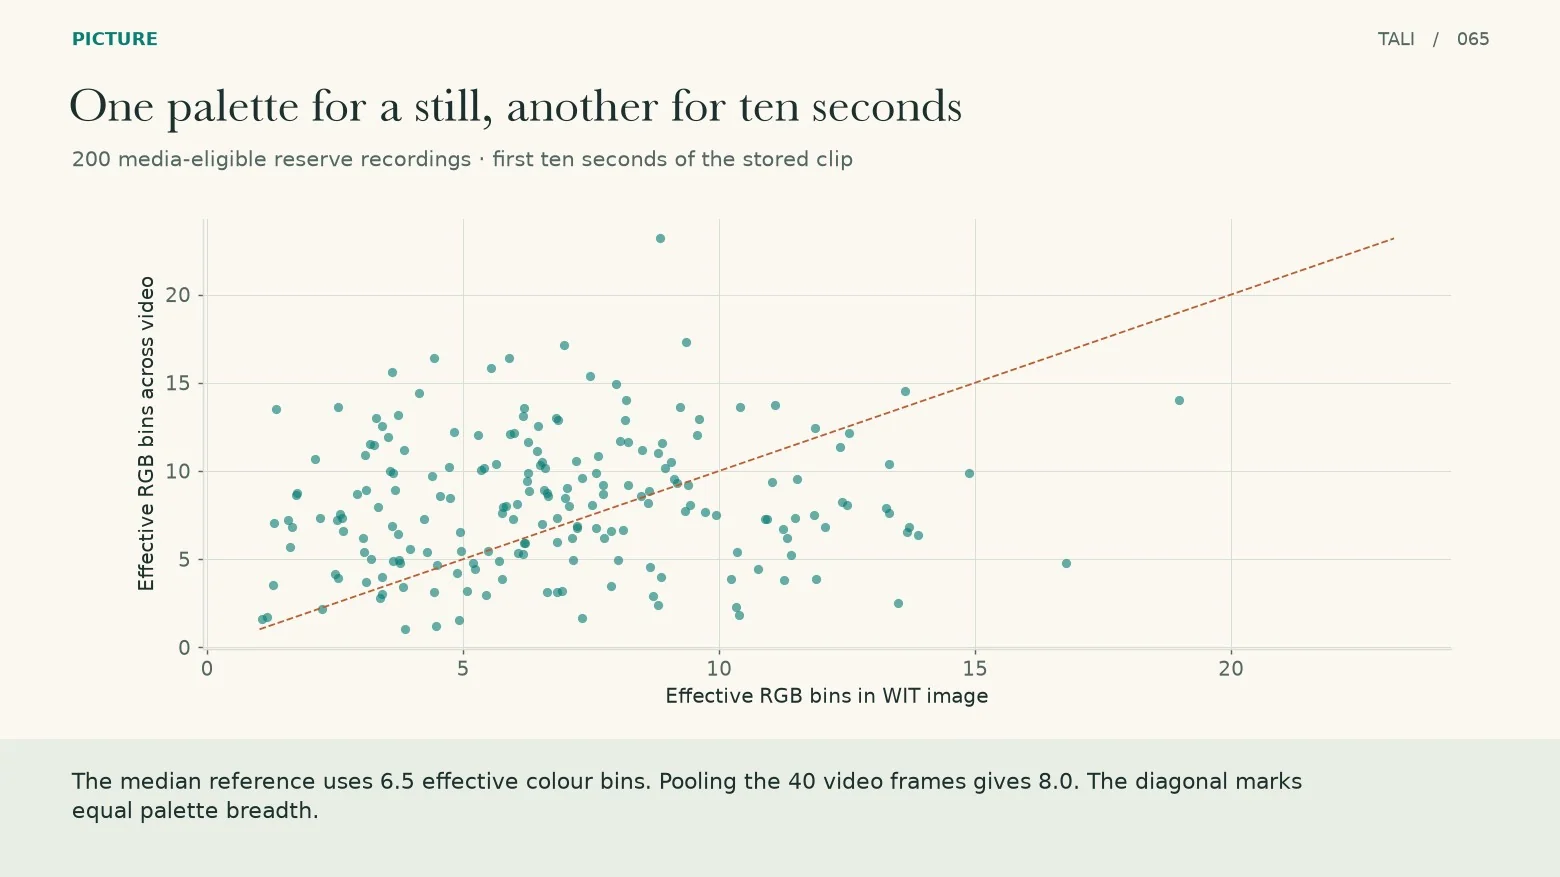 PICTURE
TALI / 065
One palette for a still, another for ten seconds
200 media-eligible reserve recordings · first ten seconds of the stored clip
Effective RGB bins across video
20
15
10
5
0
0 5 10 15 20
Effective RGB bins in WIT image
The median reference uses 6.5 effective colour bins. Pooling the 40 video frames gives 8.0. The diagonal marks
equal palette breadth.